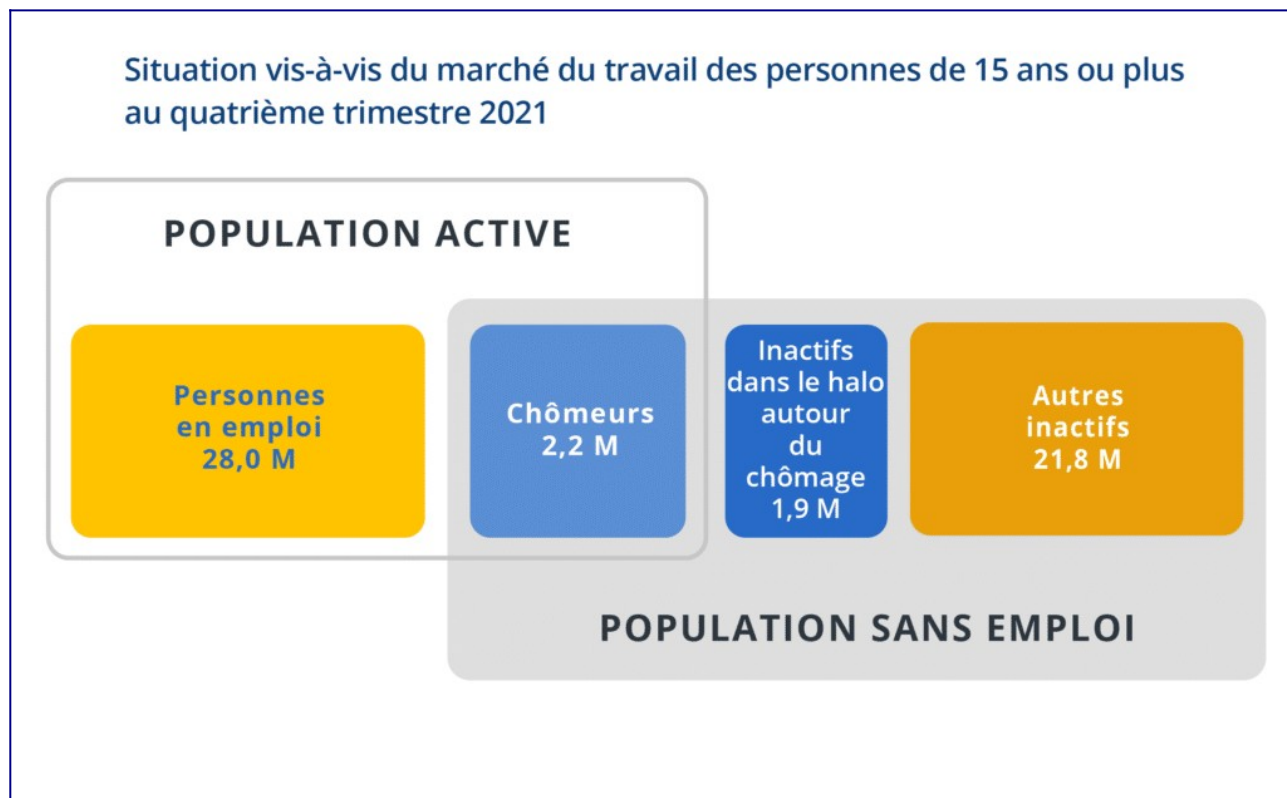 Situation vis-à-vis du marché du travail des personnes de 15 ans ou plus
au quatrième trimestre 2021
POPULATION ACTIVE
Personnes
en emploi
28,0 M
Chômeurs
2,2 M
Inactifs
dans le halo
autour
du
chômage
1,9 M
Autres
inactifs
21,8 M
POPULATION SANS EMPLOI